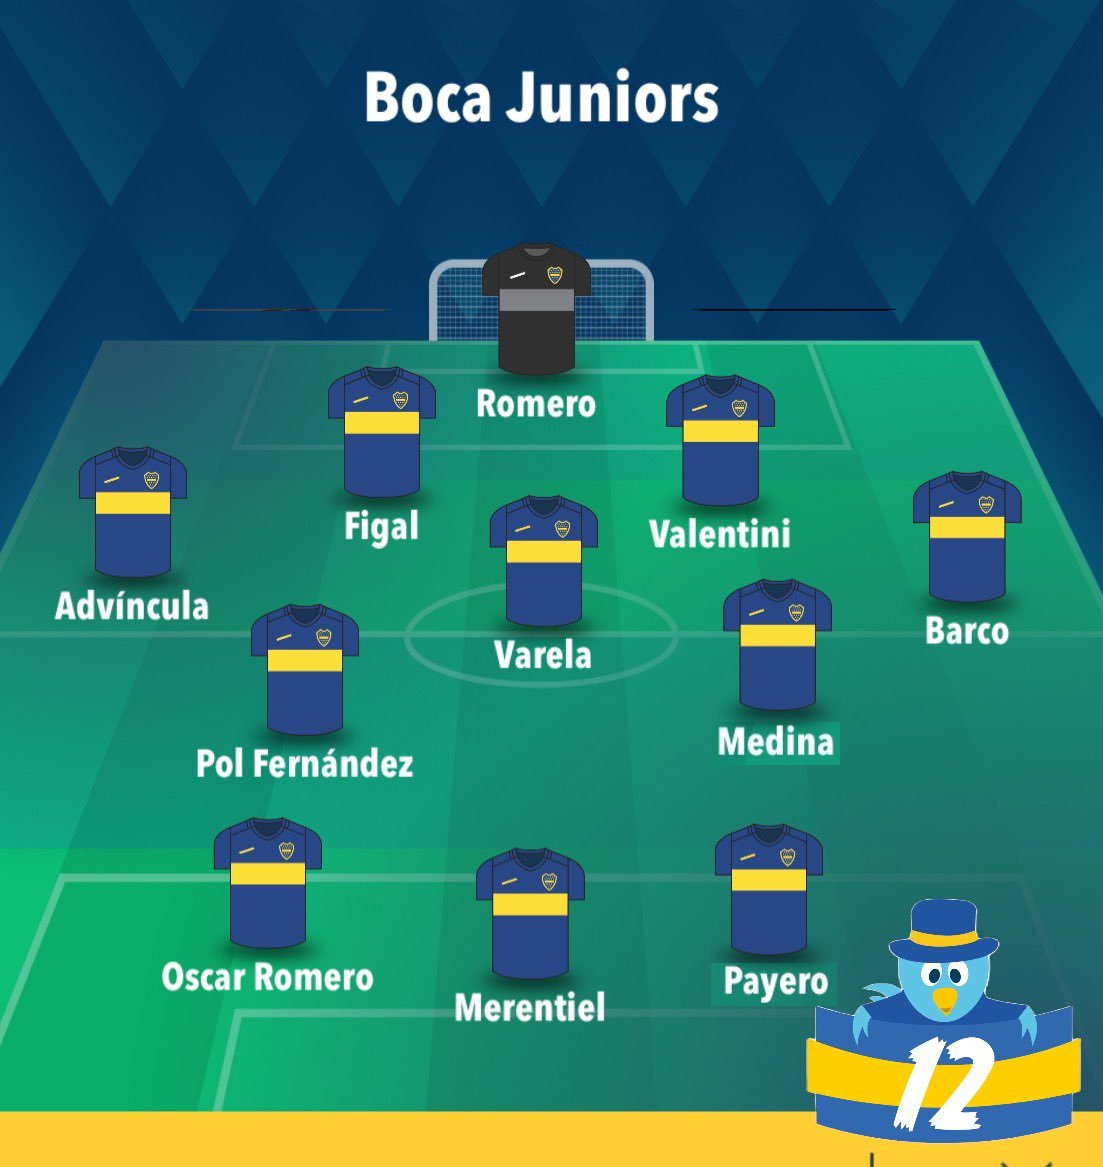 Boca Juniors
Romero
Figal
Valentini
Advíncula
Varela
Barco
Pol Fernández
Medina
Oscar Romero
Merentiel
Payero
12